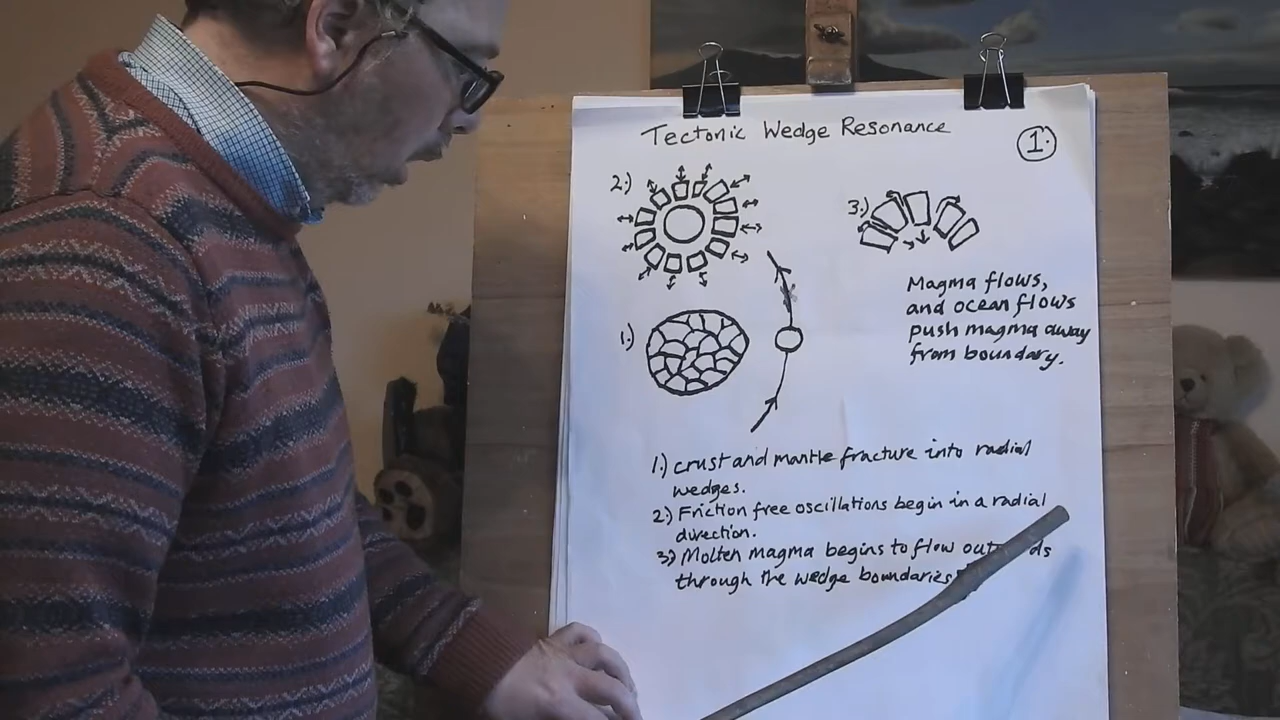 Tectonic Wedge Resonance
1.
2.)
3.)
Magma flows,
and ocean flows
push magma away
from boundary.
1.)
1.) Crust and mantle fracture into radial
wedges.
2.) Friction free oscillations begin in a radial
direction.
3.) Molten magma begins to flow
through the wedge boundaries